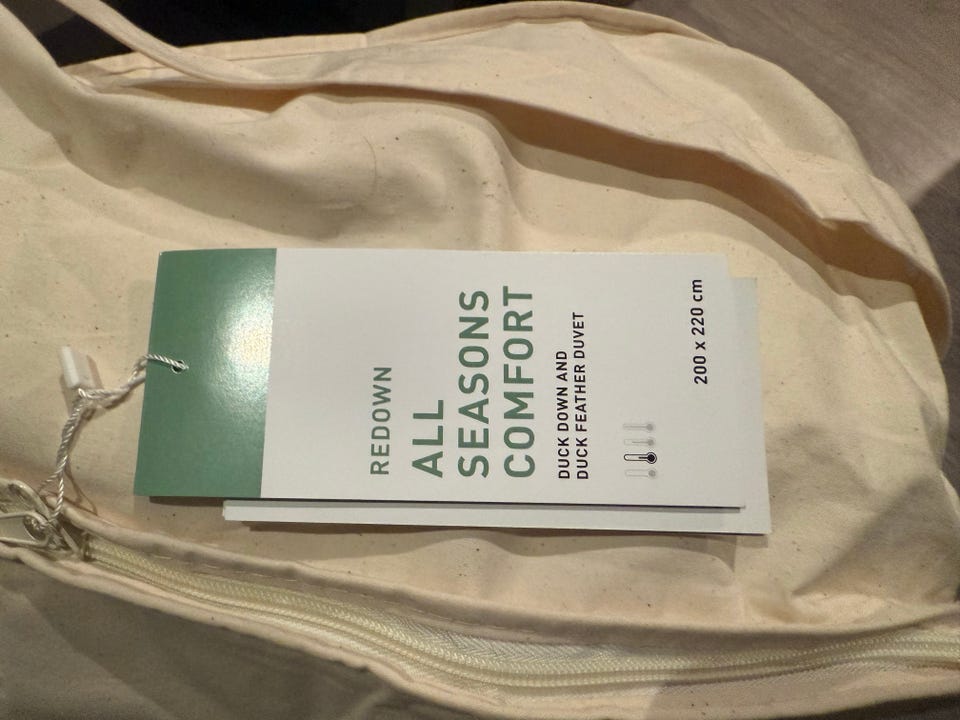 REDOWN
ALL
SEASONS
COMFORT
DUCK DOWN AND
DUCK FEATHER DUVET
200 x 220 cm